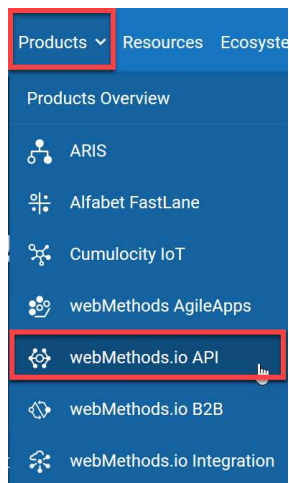 Products Resources Ecosyste
Products Overview
ARIS
Alfabet FastLane
Cumulocity IoT
webMethods AgileApps
webMethods.io API
webMethods.io B2B
webMethods.io Integration